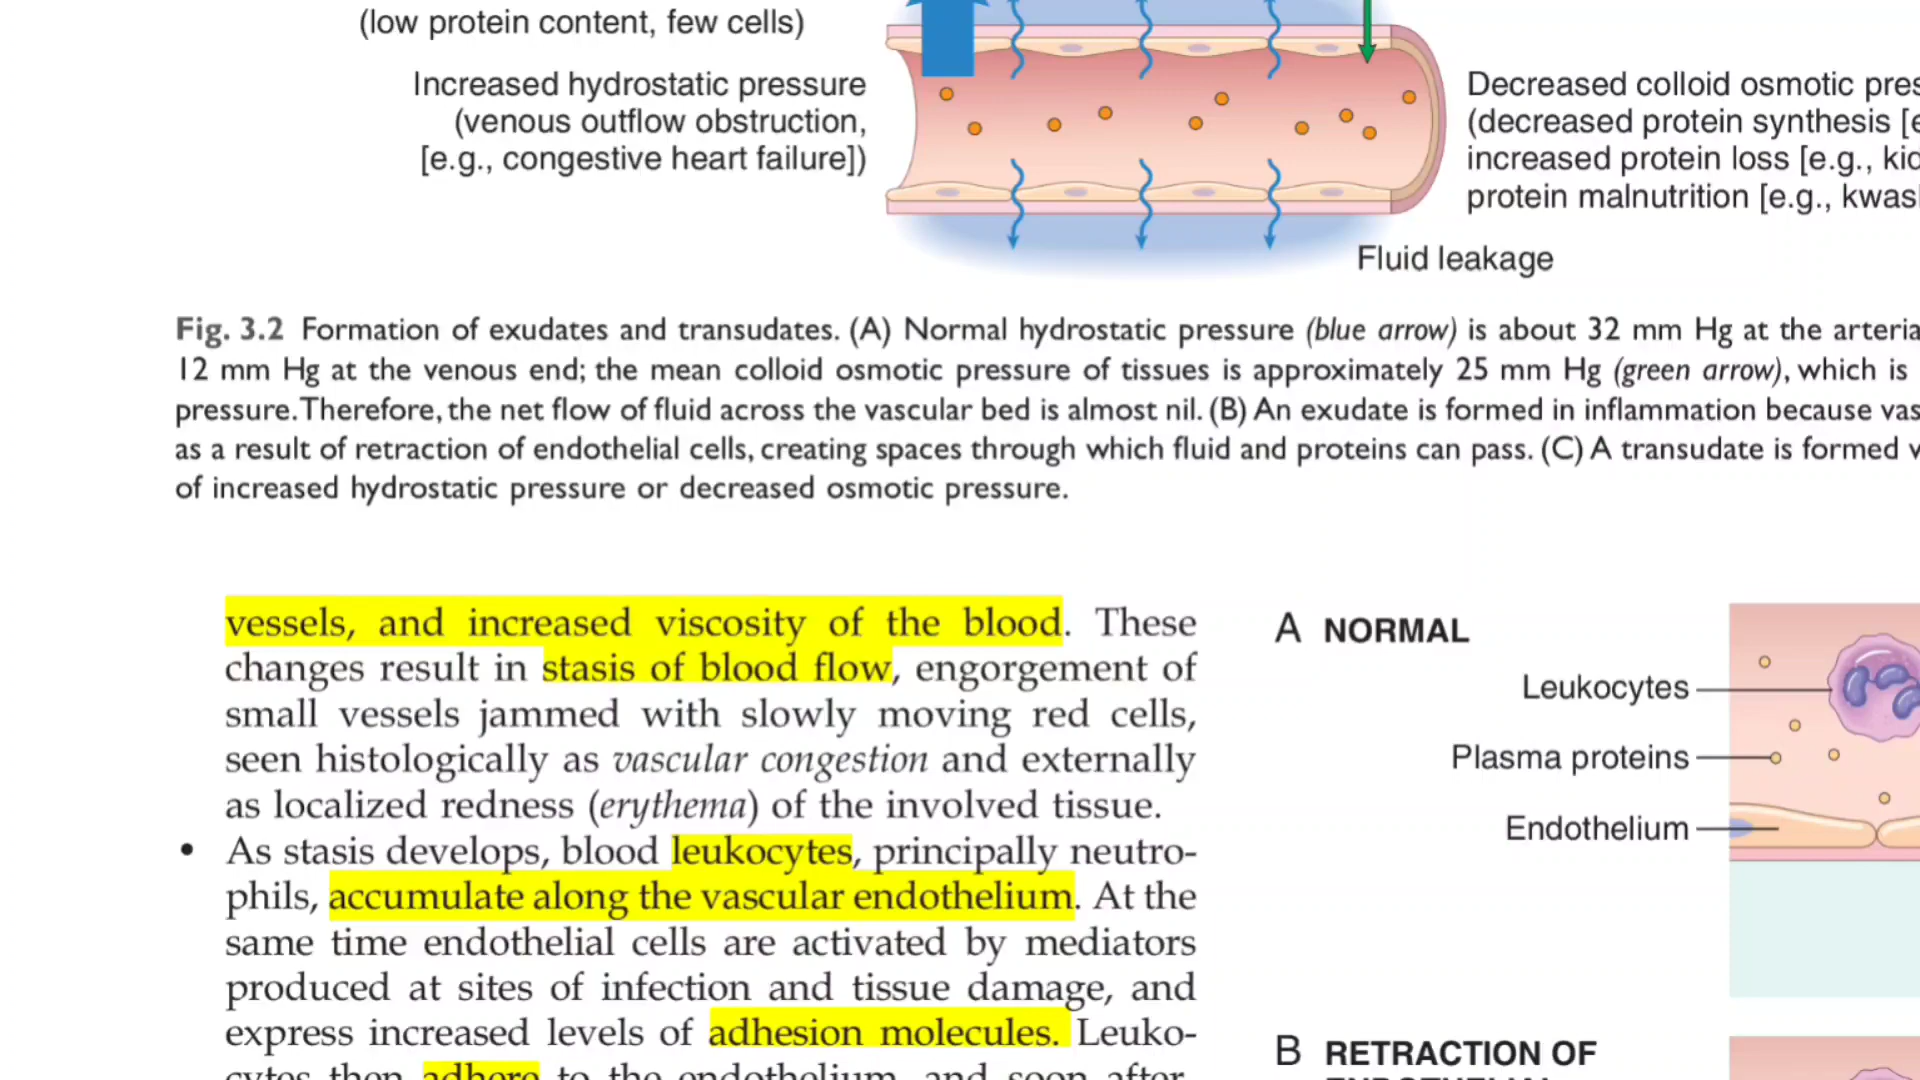 (low protein content, few cells)
Increased hydrostatic pressure
(venous outflow obstruction,
[e.g., congestive heart failure])
Decreased colloid osmotic pres
(decreased protein synthesis [e
increased protein loss [e.g., kid
protein malnutrition [e.g., kwas
Fluid leakage
Fig. 3.2 Formation of exudates and transudates. (A) Normal hydrostatic pressure (blue arrow) is about 32 mm Hg at the arteria
12 mm Hg at the venous end; the mean colloid osmotic pressure of tissues is approximately 25 mm Hg (green arrow), which is
pressure. Therefore, the net flow of fluid across the vascular bed is almost nil. (B) An exudate is formed in inflammation because vas
as a result of retraction of endothelial cells, creating spaces through which fluid and proteins can pass. (C) A transudate is formed
of increased hydrostatic pressure or decreased osmotic pressure.
vessels, and increased viscosity of the blood. These
changes result in stasis of blood flow, engorgement of
small vessels jammed with slowly moving red cells,
seen histologically as vascular congestion and externally
as localized redness (erythema) of the involved tissue.
• As stasis develops, blood leukocytes, principally neutro-
phils, accumulate along the vascular endothelium. At the
same time endothelial cells are activated by mediators
produced at sites of infection and tissue damage, and
express increased levels of adhesion molecules. Leuko-
cytes then adhere to the endothelium, and soon after-
A NORMAL
Leukocytes
Plasma proteins
Endothelium
B RETRACTION OF
ENDOTHELIAL